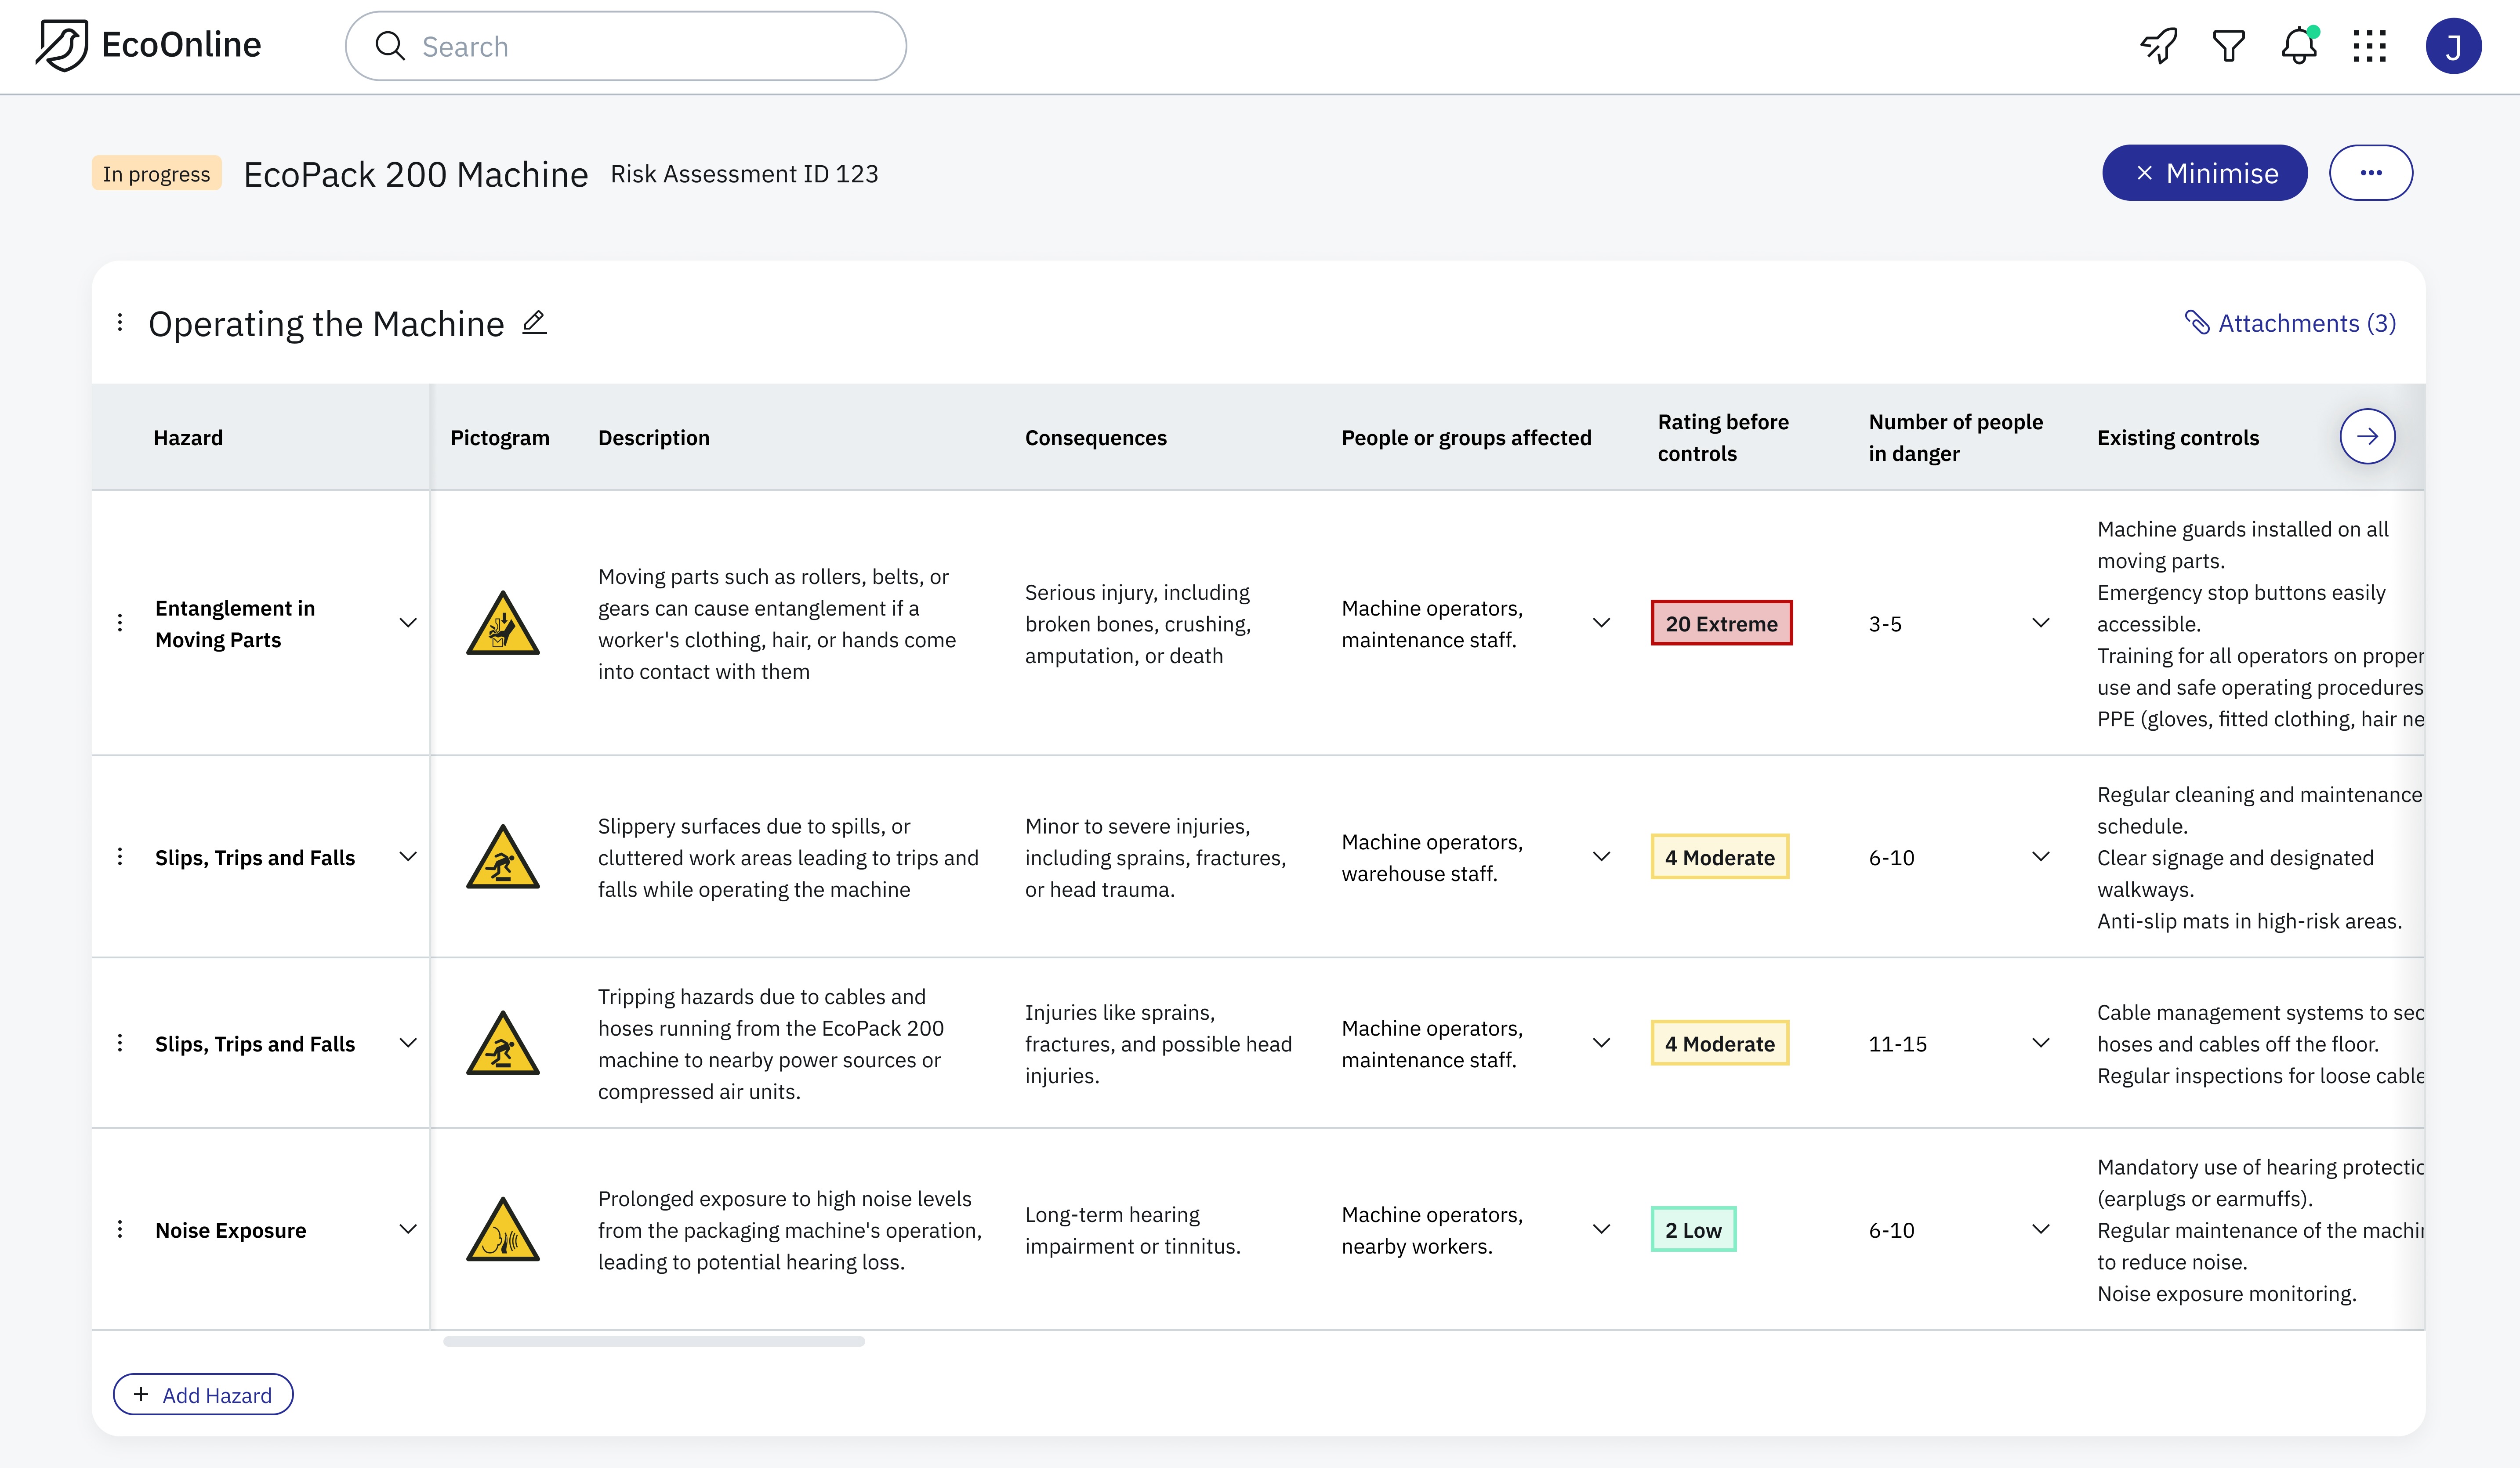 EcoOnline
Search
J
In progress
EcoPack 200 Machine
Risk Assessment ID 123
Minimise
Operating the Machine
Attachments (3)
Hazard
Pictogram
Description
Consequences
People or groups affected
Rating before
controls
Number of people
in danger
Existing controls
Entanglement in
Moving Parts
Moving parts such as rollers, belts, or
gears can cause entanglement if a
worker's clothing, hair, or hands come
into contact with them
Serious injury, including
broken bones, crushing,
amputation, or death
Machine operators,
maintenance staff.
20 Extreme
3-5
Machine guards installed on all
moving parts.
Emergency stop buttons easily
accessible.
Training for all operators on proper
use and safe operating procedures
PPE (gloves, fitted clothing, hair ne
Slips, Trips and Falls
Slippery surfaces due to spills, or
cluttered work areas leading to trips and
falls while operating the machine
Minor to severe injuries,
including sprains, fractures,
or head trauma.
Machine operators,
warehouse staff.
4 Moderate
6-10
Regular cleaning and maintenance
schedule.
Clear signage and designated
walkways.
Anti-slip mats in high-risk areas.
Slips, Trips and Falls
Tripping hazards due to cables and
hoses running from the EcoPack 200
machine to nearby power sources or
compressed air units.
Injuries like sprains,
fractures, and possible head
injuries.
Machine operators,
maintenance staff.
4 Moderate
11-15
Cable management systems to sec
hoses and cables off the floor.
Regular inspections for loose cable
Noise Exposure
Prolonged exposure to high noise levels
from the packaging machine's operation,
leading to potential hearing loss.
Long-term hearing
impairment or tinnitus.
Machine operators,
nearby workers.
2 Low
6-10
Mandatory use of hearing protectic
(earplugs or earmuffs).
Regular maintenance of the machin
to reduce noise.
Noise exposure monitoring.
+ Add Hazard